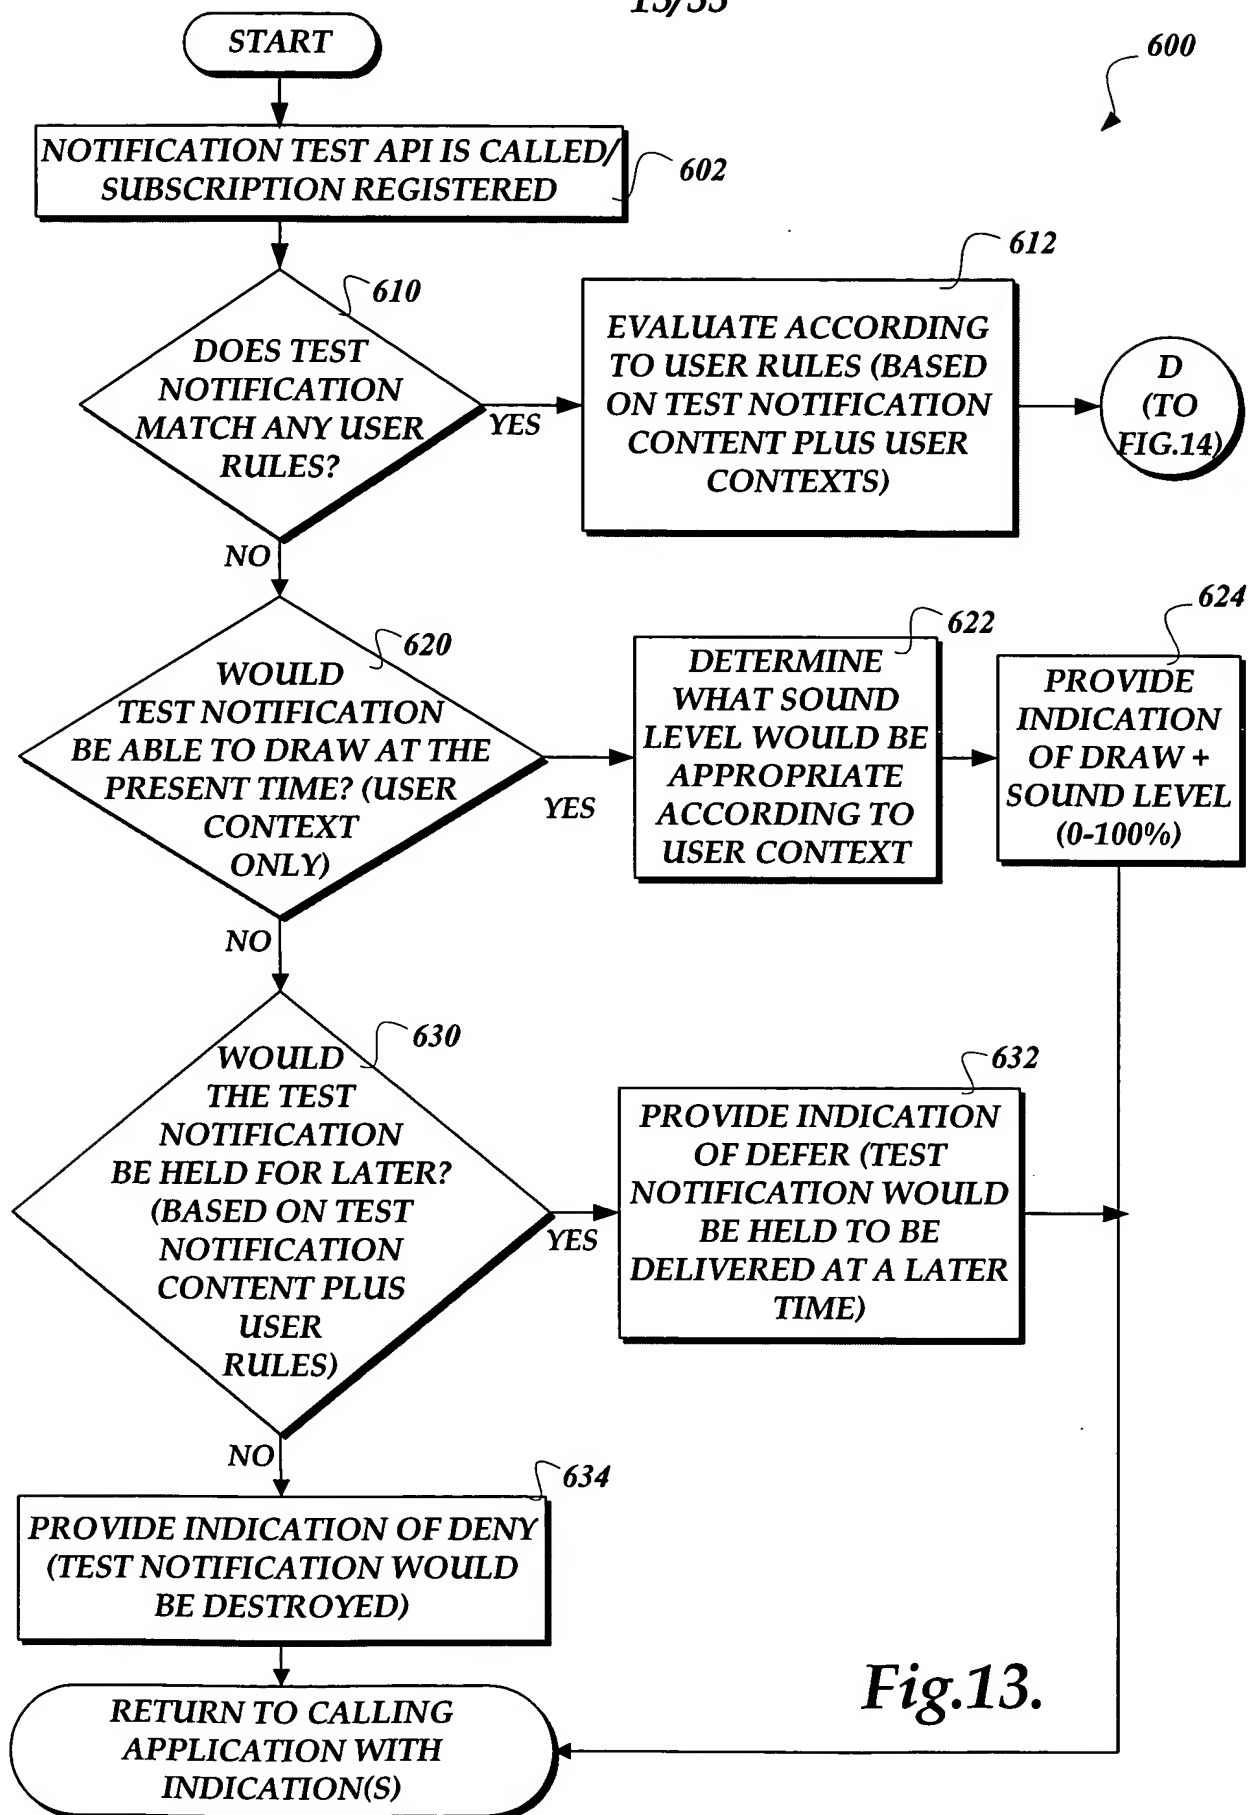 START
600
NOTIFICATION TEST API IS CALLED/
SUBSCRIPTION REGISTERED
602
610
DOES TEST
NOTIFICATION
MATCH ANY USER
RULES?
YES
NO
612
EVALUATE ACCORDING
TO USER RULES (BASED
ON TEST NOTIFICATION
CONTENT PLUS USER
CONTEXTS)
D
(TO
FIG.14)
620
WOULD
TEST NOTIFICATION
BE ABLE TO DRAW AT THE
PRESENT TIME? (USER
CONTEXT
ONLY)
YES
NO
622
DETERMINE
WHAT SOUND
LEVEL WOULD BE
APPROPRIATE
ACCORDING TO
USER CONTEXT
624
PROVIDE
INDICATION
OF DRAW +
SOUND LEVEL
(0-100%)
630
WOULD
THE TEST
NOTIFICATION
BE HELD FOR LATER?
(BASED ON TEST
NOTIFICATION
CONTENT PLUS
USER
RULES)
YES
NO
632
PROVIDE INDICATION
OF DEFER (TEST
NOTIFICATION WOULD
BE HELD TO BE
DELIVERED AT A LATER
TIME)
634
PROVIDE INDICATION OF DENY
(TEST NOTIFICATION WOULD
BE DESTROYED)
RETURN TO CALLING
APPLICATION WITH
INDICATION(S)
Fig.13.